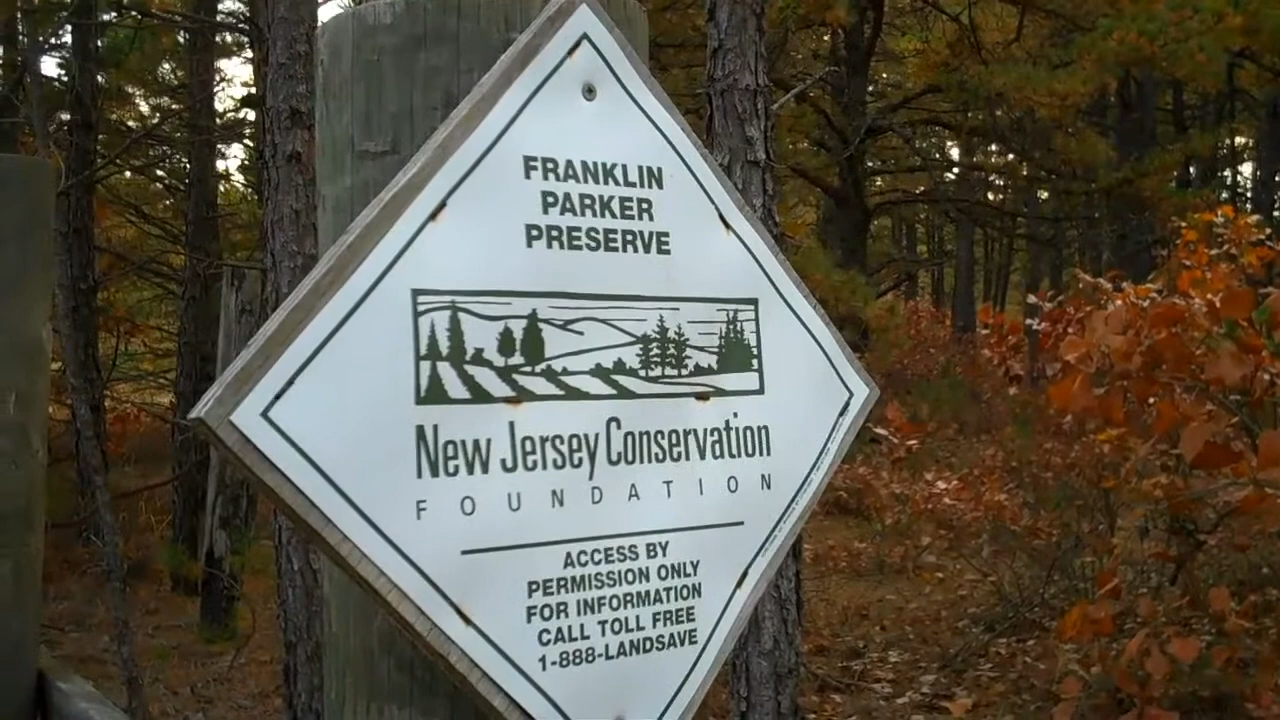 FRANKLIN
PARKER
PRESERVE
New Jersey Conservation
FOUNDATION
ACCESS BY
PERMISSION ONLY
FOR INFORMATION
CALL TOLL FREE
1-888-LANDSAVE